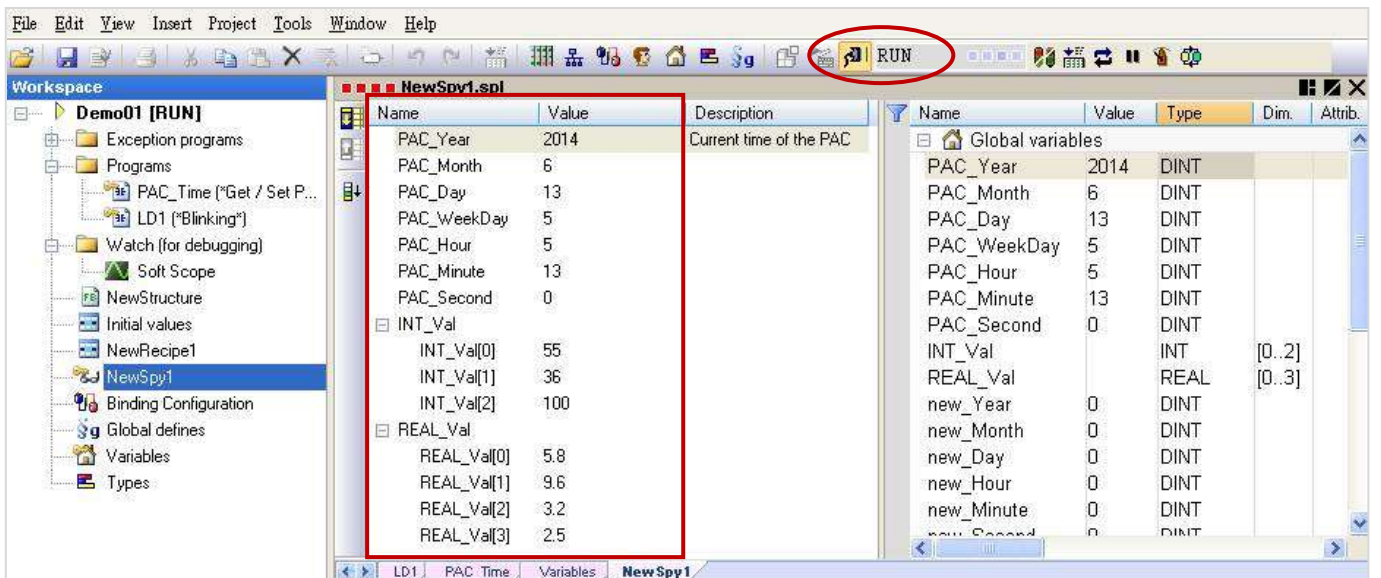 File Edit View Insert Project Tools Window Help
RUN
Workspace
Demo01 [RUN]
Exception programs
Programs
PAC_Time (*Get / Set P...
LD1 (*Blinking*)
Watch (for debugging)
Soft Scope
NewStructure
Initial values
NewRecipe1
NewSpy1
Binding Configuration
Global defines
Variables
Types
NewSpy1.spl
Name Value Description
PAC_Year 2014 Current time of the PAC
PAC_Month 6
PAC_Day 13
PAC_WeekDay 5
PAC_Hour 5
PAC_Minute 13
PAC_Second 0
INT_Val
INT_Val[0] 55
INT_Val[1] 36
INT_Val[2] 100
REAL_Val
REAL_Val[0] 5.8
REAL_Val[1] 9.6
REAL_Val[2] 3.2
REAL_Val[3] 2.5
Name Value Type Dim. Attrib.
Global variables
PAC_Year 2014 DINT
PAC_Month 6 DINT
PAC_Day 13 DINT
PAC_WeekDay 5 DINT
PAC_Hour 5 DINT
PAC_Minute 13 DINT
PAC_Second 0 DINT
INT_Val INT [0..2]
REAL_Val REAL [0..3]
new_Year 0 DINT
new_Month 0 DINT
new_Day 0 DINT
new_Hour 0 DINT
new_Minute 0 DINT
new_Second 0 DINT
LD1 PAC_Time Variables NewSpy1